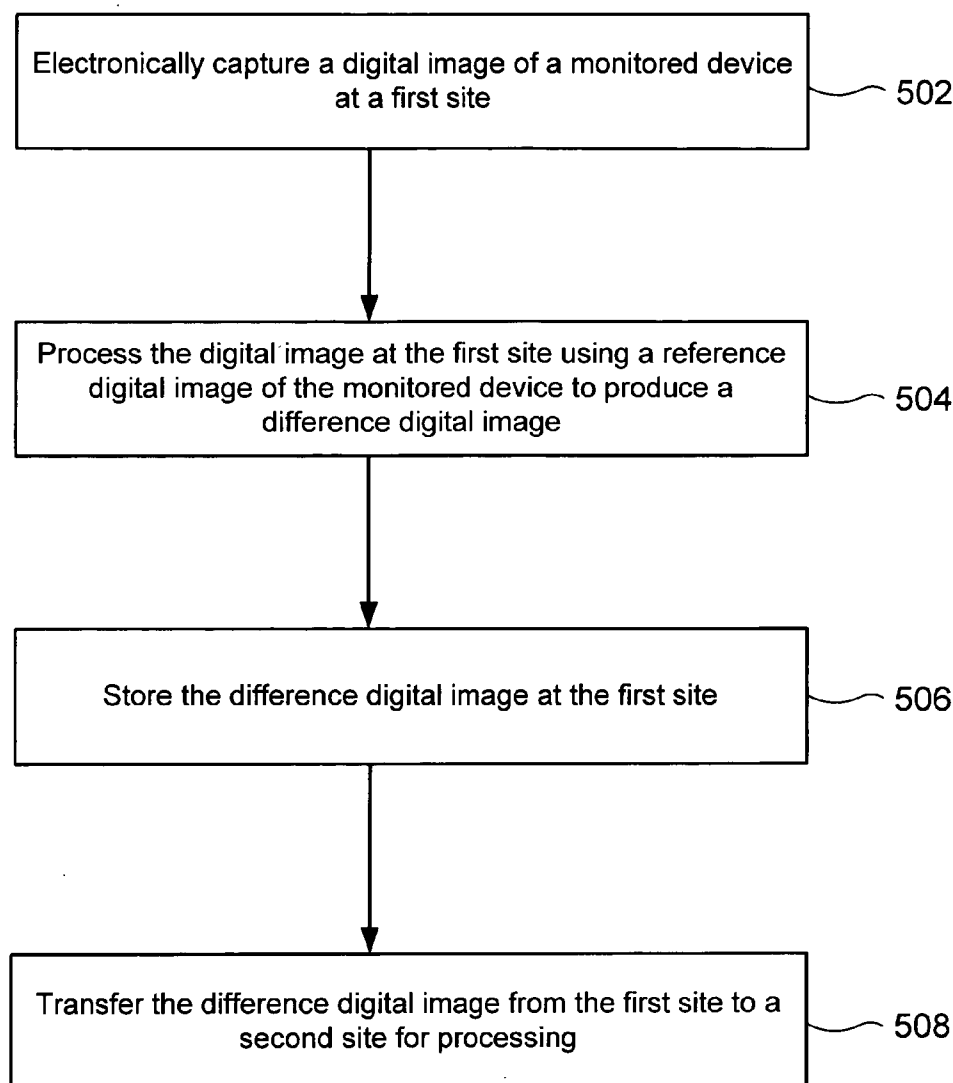 Electronically capture a digital image of a monitored device
at a first site
502
Process the digital image at the first site using a reference
digital image of the monitored device to produce a
difference digital image
504
Store the difference digital image at the first site
506
Transfer the difference digital image from the first site to a
second site for processing
508